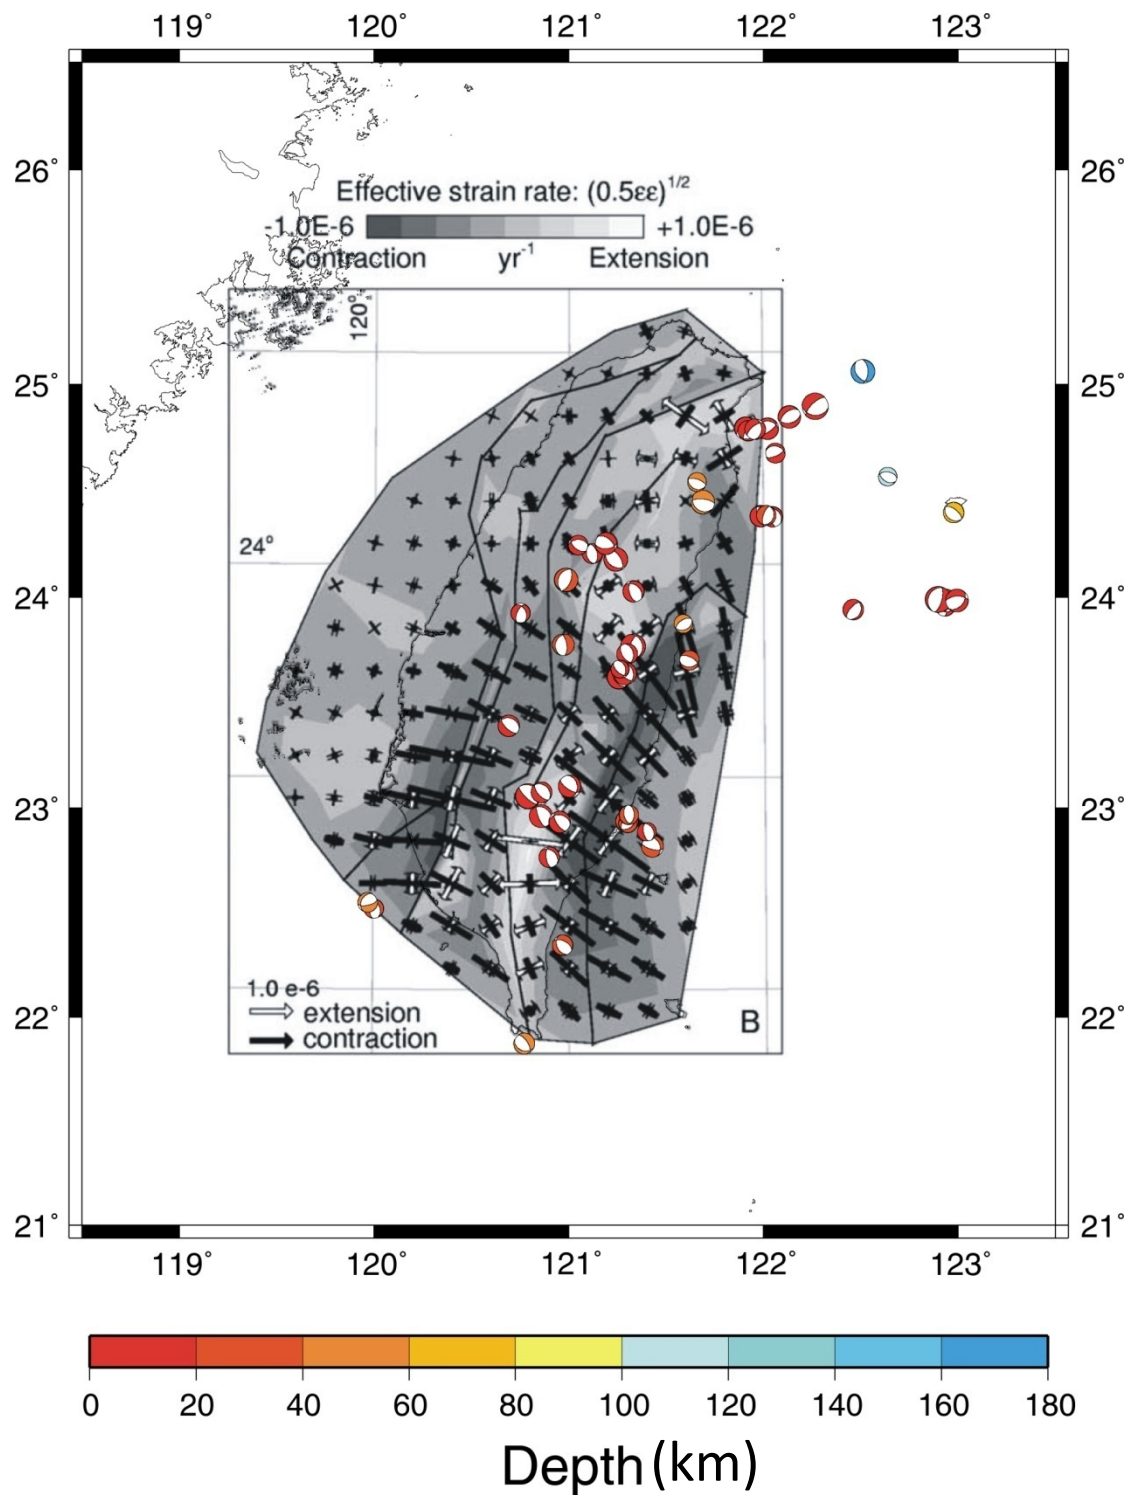 119° 120° 121° 122° 123°
26° 26°
Effective strain rate: (0.5εε)^1/2
-1.0E-6 +1.0E-6
Contraction yr^-1 Extension
120°
25° 25°
24°
24° 24°
23° 23°
1.0 e-6
extension
22° B 22°
contraction
21° 21°
119° 120° 121° 122° 123°
0 20 40 60 80 100 120 140 160 180
Depth (km)